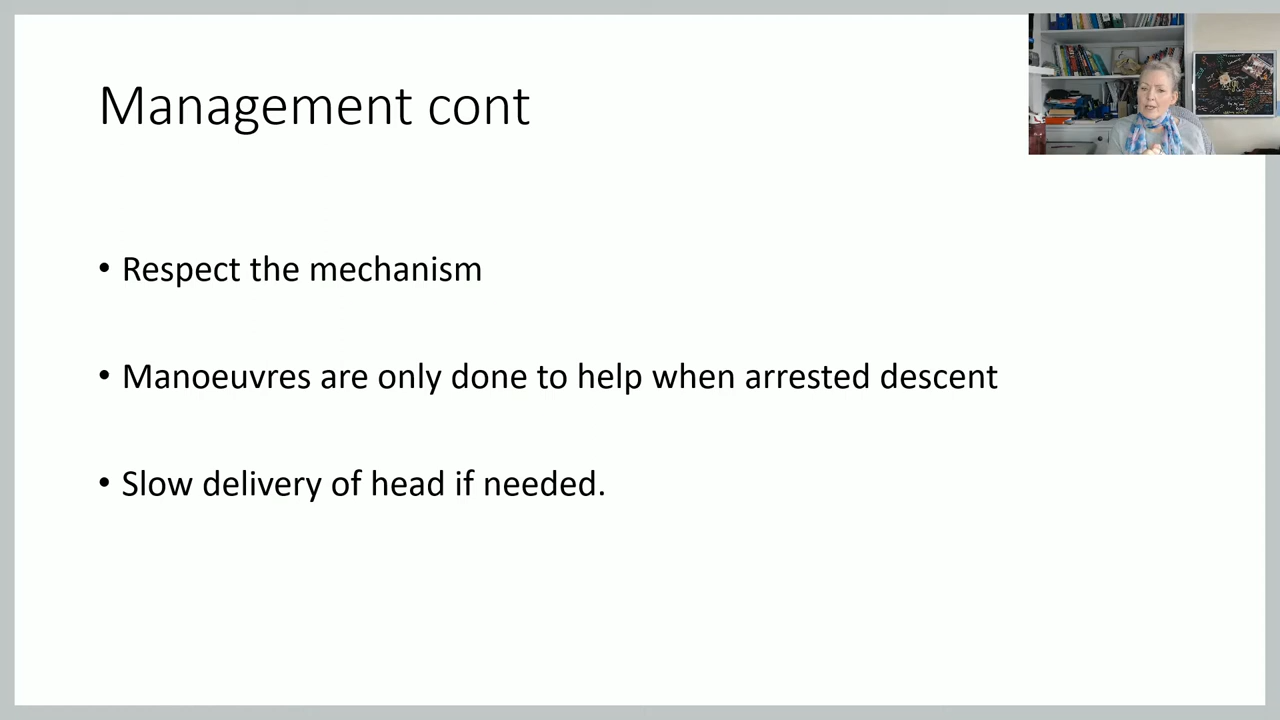 Management cont
• Respect the mechanism
• Manoeuvres are only done to help when arrested descent
• Slow delivery of head if needed.